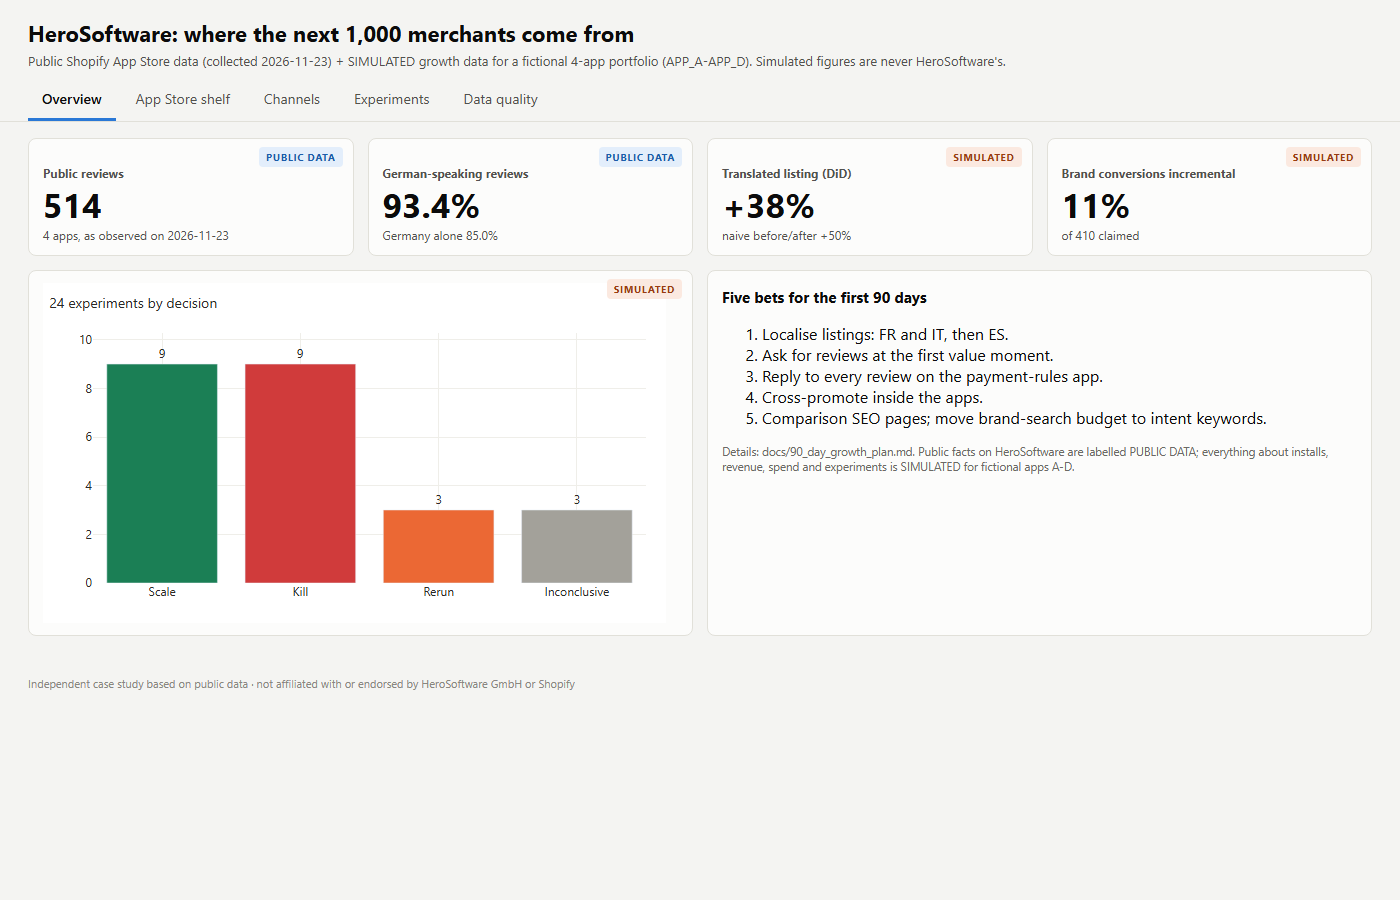 HeroSoftware: where the next 1,000 merchants come from
Public Shopify App Store data (collected 2026-11-23) + SIMULATED growth data for a fictional 4-app portfolio (APP_A-APP_D). Simulated figures are never HeroSoftware's.
Overview App Store shelf Channels Experiments Data quality
PUBLIC DATA
Public reviews
514
4 apps, as observed on 2026-11-23
PUBLIC DATA
German-speaking reviews
93.4%
Germany alone 85.0%
SIMULATED
Translated listing (DiD)
+38%
naive before/after +50%
SIMULATED
Brand conversions incremental
11%
of 410 claimed
SIMULATED
24 experiments by decision
10
8
6
4
2
0
9
9
3
3
Scale Kill Rerun Inconclusive
Five bets for the first 90 days
1. Localise listings: FR and IT, then ES.
2. Ask for reviews at the first value moment.
3. Reply to every review on the payment-rules app.
4. Cross-promote inside the apps.
5. Comparison SEO pages; move brand-search budget to intent keywords.
Details: docs/90_day_growth_plan.md. Public facts on HeroSoftware are labelled PUBLIC DATA; everything about installs,
revenue, spend and experiments is SIMULATED for fictional apps A-D.
Independent case study based on public data · not affiliated with or endorsed by HeroSoftware GmbH or Shopify